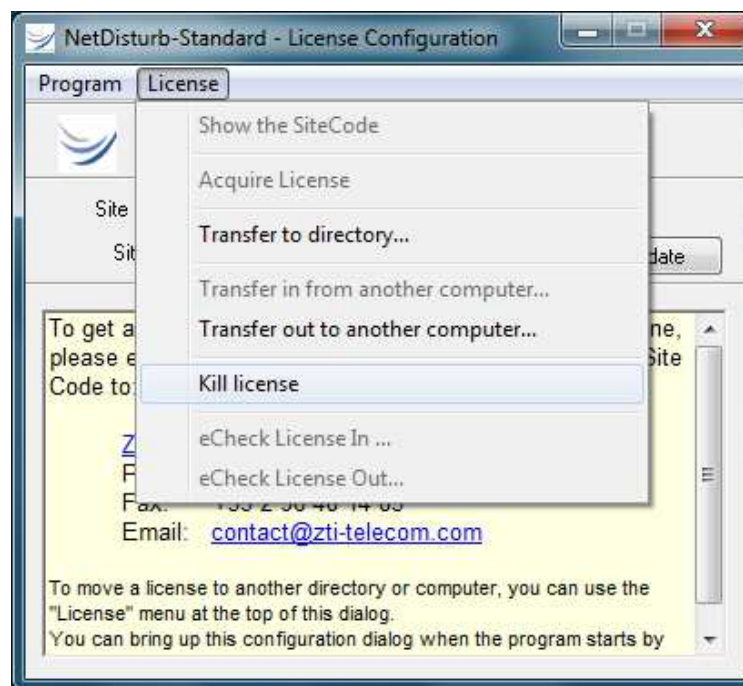 NetDisturb-Standard - License Configuration
Program License
Show the SiteCode
Acquire License
Site
Transfer to directory...
Transfer in from another computer...
To get a
Transfer out to another computer...
please
Site
Code to:
Kill license
eCheck License In ...
eCheck License Out...
Fax:
Email: contact@zti-telecom.com
To move a license to another directory or computer, you can use the
"License" menu at the top of this dialog.
You can bring up this configuration dialog when the program starts by